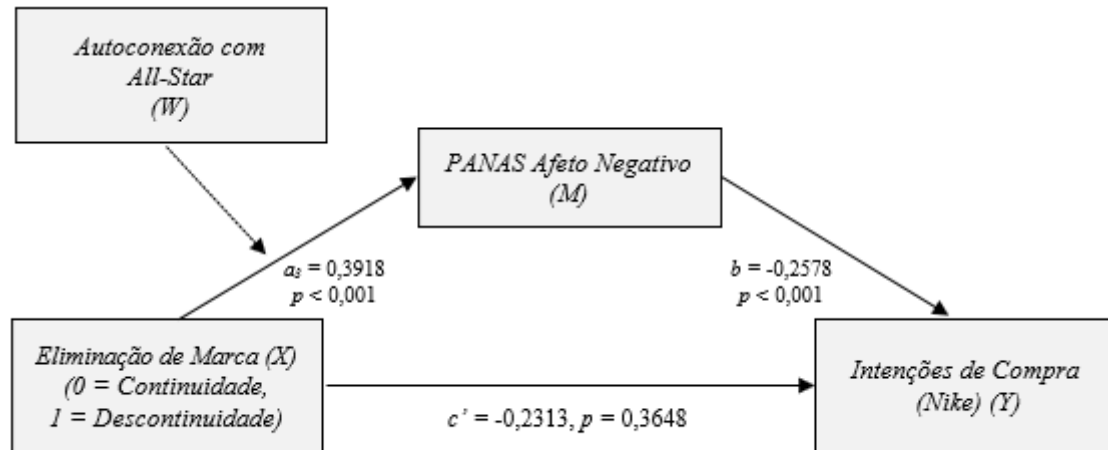 Autoconexão com
All-Star
(W)
PANAS Afeto Negativo
(M)
a₃ = 0,3918
p < 0,001
b = -0,2578
p < 0,001
Eliminação de Marca (X)
(0 = Continuidade,
1 = Descontinuidade)
c’ = -0,2313, p = 0,3648
Intenções de Compra
(Nike) (Y)